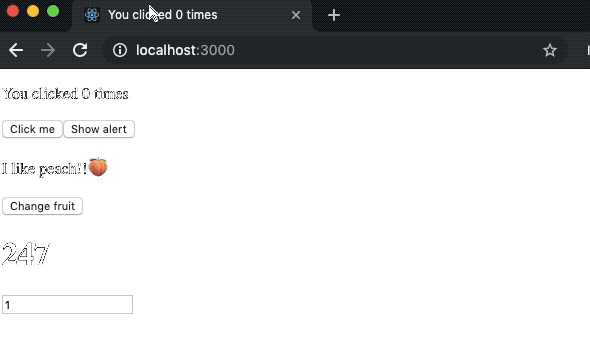 You clicked 0 times
localhost:3000
You clicked 0 times
Click me Show alert
I like peach!!🍑
Change fruit
247
1